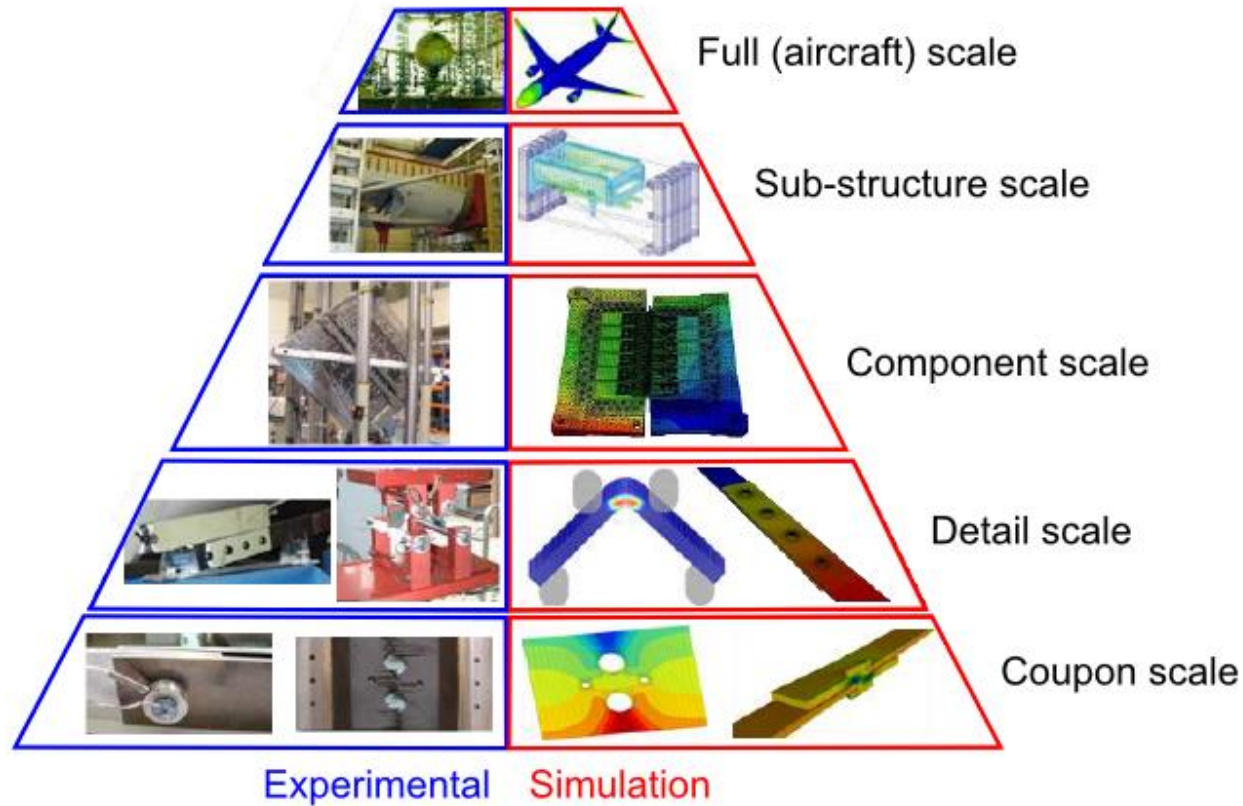 Full (aircraft) scale
Sub-structure scale
Component scale
Detail scale
Coupon scale
Experimental Simulation